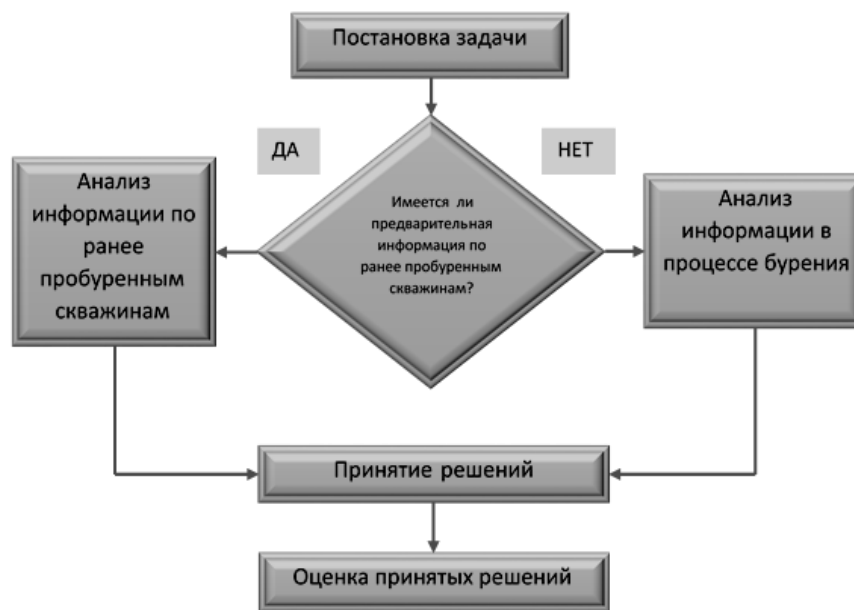 Постановка задачи
ДА
НЕТ
Анализ
информации по
ранее
пробуренным
скважинам
Имеется ли
предварительная
информация по
ранее пробуренным
скважинам?
Анализ
информации в
процессе бурения
Принятие решений
Оценка принятых решений